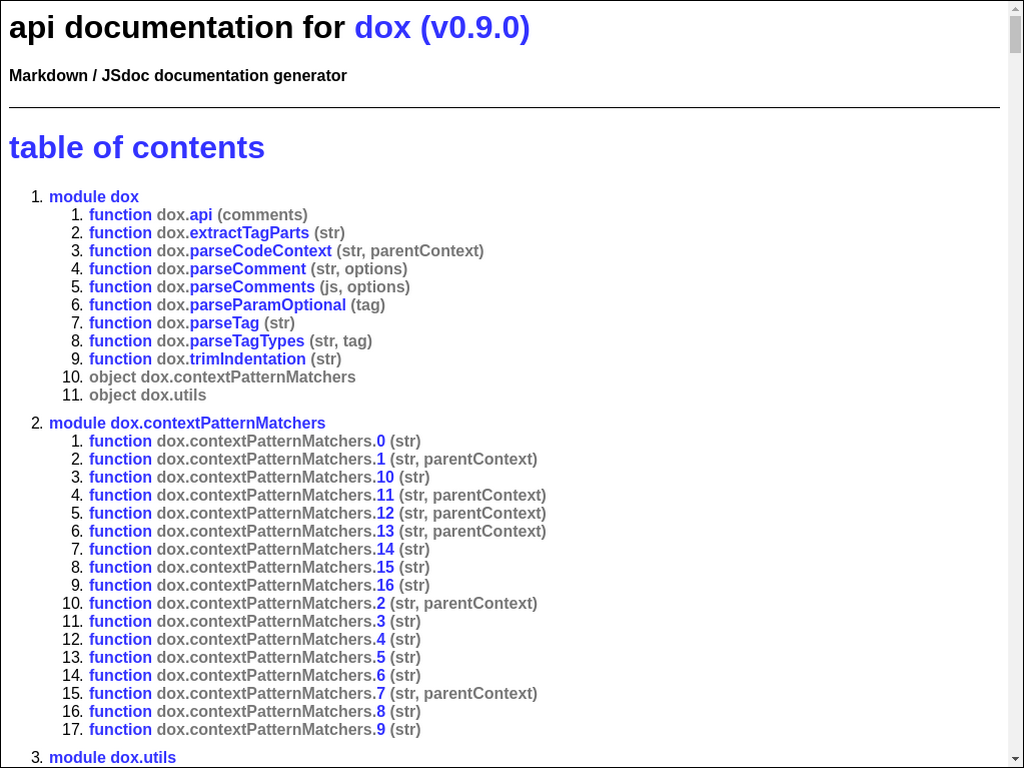 api documentation for dox (v0.9.0)
Markdown / JSdoc documentation generator
table of contents
1. module dox
1. function dox.api (comments)
2. function dox.extractTagParts (str)
3. function dox.parseCodeContext (str, parentContext)
4. function dox.parseComment (str, options)
5. function dox.parseComments (js, options)
6. function dox.parseParamOptional (tag)
7. function dox.parseTag (str)
8. function dox.parseTagTypes (str, tag)
9. function dox.trimIndentation (str)
10. object dox.contextPatternMatchers
11. object dox.utils
2. module dox.contextPatternMatchers
1. function dox.contextPatternMatchers.0 (str)
2. function dox.contextPatternMatchers.1 (str, parentContext)
3. function dox.contextPatternMatchers.10 (str)
4. function dox.contextPatternMatchers.11 (str, parentContext)
5. function dox.contextPatternMatchers.12 (str, parentContext)
6. function dox.contextPatternMatchers.13 (str, parentContext)
7. function dox.contextPatternMatchers.14 (str)
8. function dox.contextPatternMatchers.15 (str)
9. function dox.contextPatternMatchers.16 (str)
10. function dox.contextPatternMatchers.2 (str, parentContext)
11. function dox.contextPatternMatchers.3 (str)
12. function dox.contextPatternMatchers.4 (str)
13. function dox.contextPatternMatchers.5 (str)
14. function dox.contextPatternMatchers.6 (str)
15. function dox.contextPatternMatchers.7 (str, parentContext)
16. function dox.contextPatternMatchers.8 (str)
17. function dox.contextPatternMatchers.9 (str)
3. module dox.utils